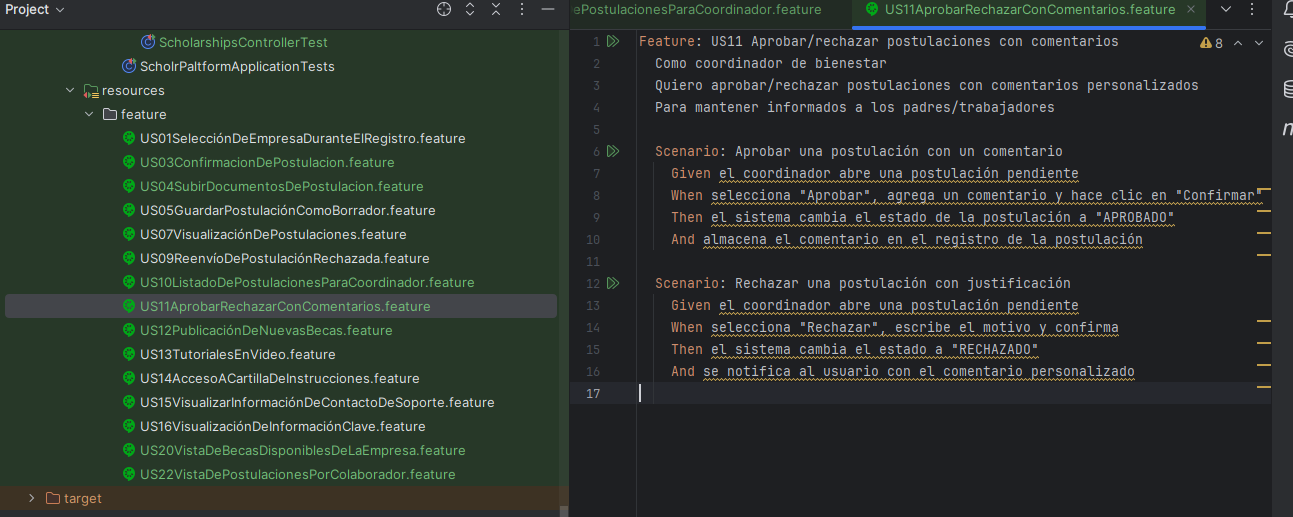 Project
ScholarshipsControllerTest
ScholrPaltformApplicationTests
resources
feature
US01SelecciónDeEmpresaDuranteElRegistro.feature
US03ConfirmacionDePostulacion.feature
US04SubirDocumentosDePostulacion.feature
US05GuardarPostulaciónComoBorrador.feature
US07VisualizaciónDePostulaciones.feature
US09ReenvíoDePostulaciónRechazada.feature
US10ListadoDePostulacionesParaCoordinador.feature
US11AprobarRechazarConComentarios.feature
US12PublicaciónDeNuevasBecas.feature
US13TutorialesEnVideo.feature
US14AccesoACartillaDeInstrucciones.feature
US15VisualizarInformaciónDeContactoDeSoporte.feature
US16VisualizaciónDeInformaciónClave.feature
US20VistaDeBecasDisponiblesDeLaEmpresa.feature
US22VistaDePostulacionesPorColaborador.feature
target
ePostulacionesParaCoordinador.feature
US11AprobarRechazarConComentarios.feature
8
1 Feature: US11 Aprobar/rechazar postulaciones con comentarios
2 Como coordinador de bienestar
3 Quiero aprobar/rechazar postulaciones con comentarios personalizados
4 Para mantener informados a los padres/trabajadores
5
6 Scenario: Aprobar una postulación con un comentario
7 Given el coordinador abre una postulación pendiente
8 When selecciona "Aprobar", agrega un comentario y hace clic en "Confirmar"
9 Then el sistema cambia el estado de la postulación a "APROBADO"
10 And almacena el comentario en el registro de la postulación
11
12 Scenario: Rechazar una postulación con justificación
13 Given el coordinador abre una postulación pendiente
14 When selecciona "Rechazar", escribe el motivo y confirma
15 Then el sistema cambia el estado a "RECHAZADO"
16 And se notifica al usuario con el comentario personalizado
17